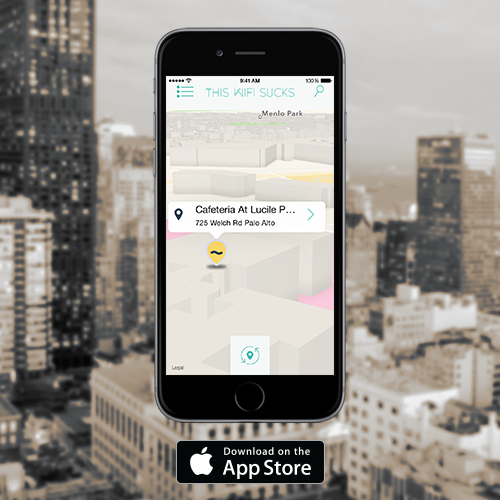 9:41 AM
100%
THIS WIFI SUCKS
Menlo Park
Cafeteria At Lucile P...
725 Welch Rd Palo Alto
Legal
Download on the
App Store